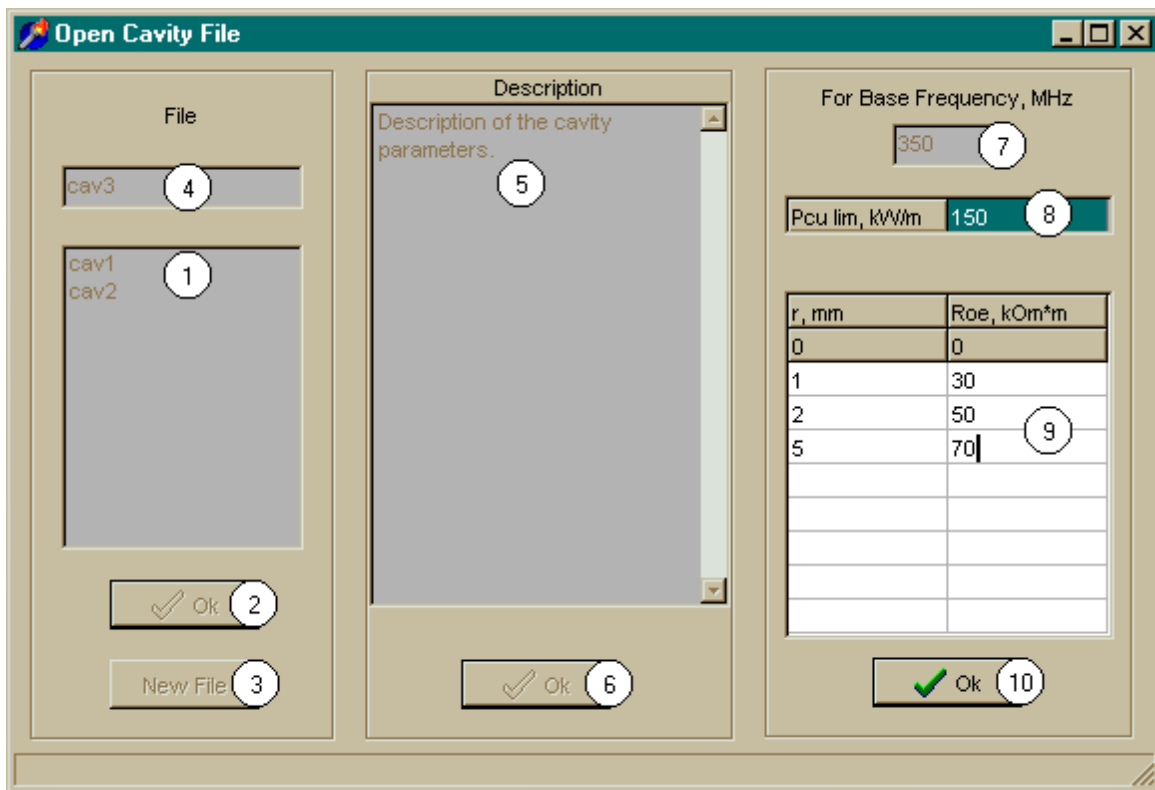 Open Cavity File
File
cav3
4
cav1
cav2
1
Ok
2
New File
3
Description
Description of the cavity
parameters.
5
Ok
6
For Base Frequency, MHz
350
7
Pcu lim, kW/m 150
8
r, mm Roe, kOm*m
0 0
1 30
2 50
5 70
9
Ok
10